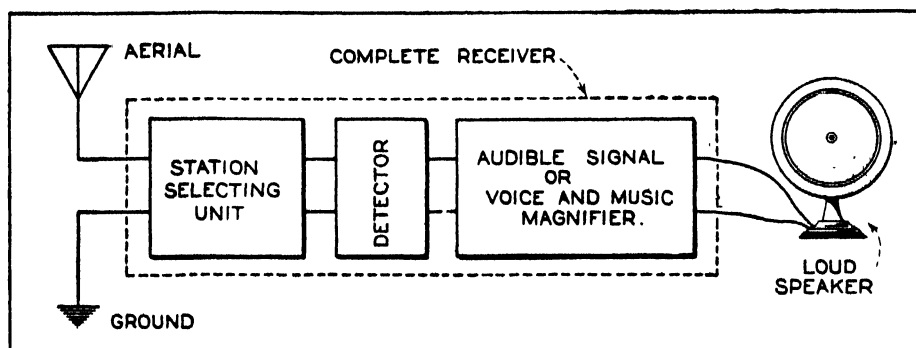 AERIAL
COMPLETE RECEIVER
STATION
SELECTING
UNIT
DETECTOR
AUDIBLE SIGNAL
OR
VOICE AND MUSIC
MAGNIFIER.
LOUD
SPEAKER
GROUND